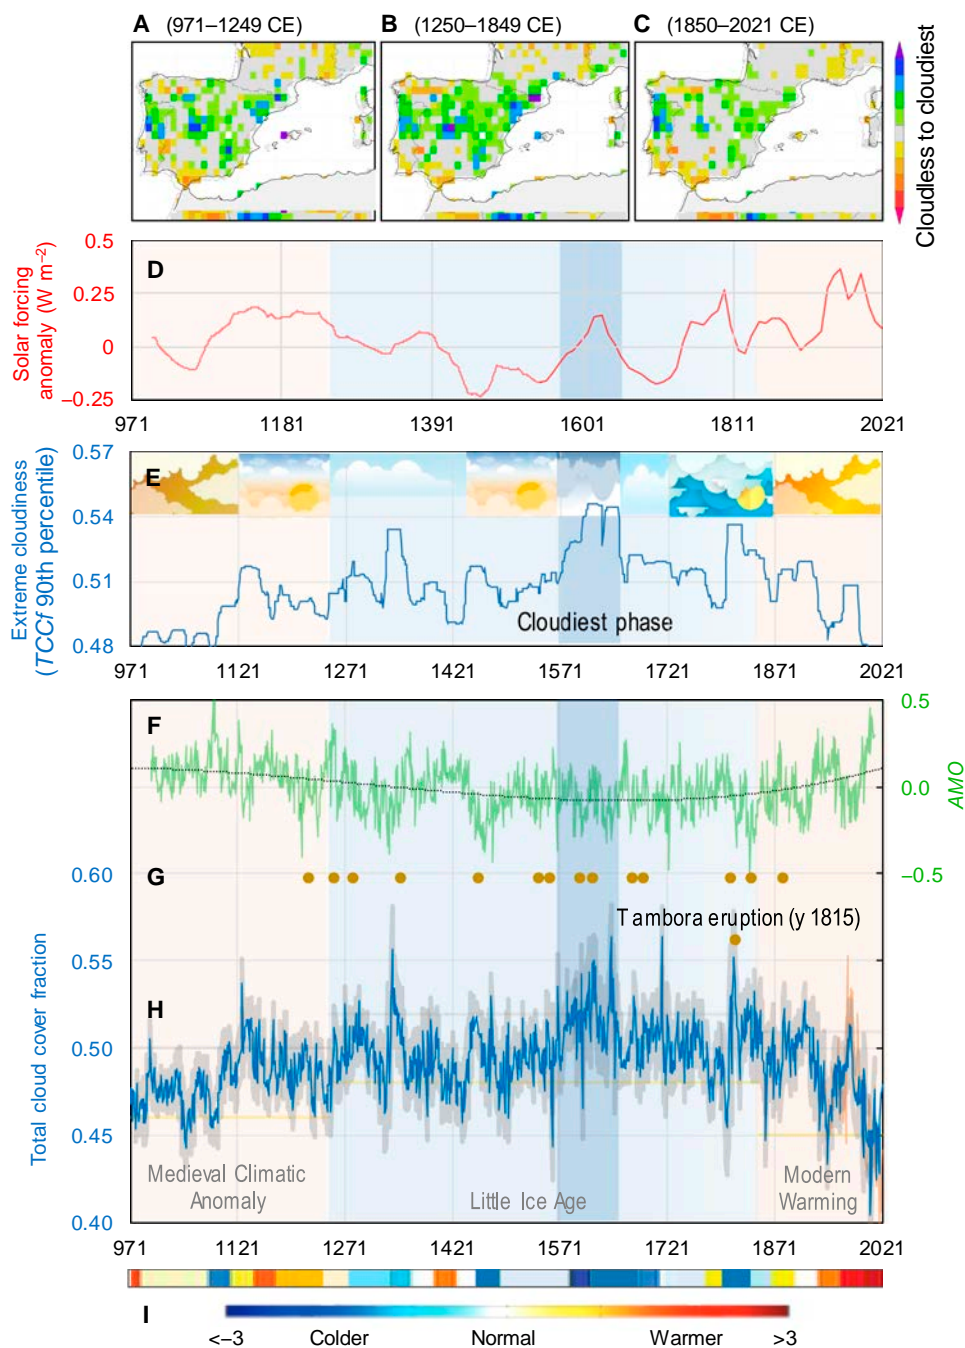 A (971–1249 CE)
B (1250–1849 CE)
C (1850–2021 CE)
Cloudless to cloudiest
D
Solar forcing
anomaly (W m−2)
0.5
0.25
0
−0.25
971 1181 1391 1601 1811 2021
E
Extreme cloudiness
(TCCf 90th percentile)
0.57
0.54
0.51
0.48
Cloudiest phase
971 1121 1271 1421 1571 1721 1871 2021
F
0.5
0.0
−0.5
AMO
G
Tambora eruption (y 1815)
H
Total cloud cover fraction
0.60
0.55
0.50
0.45
0.40
Medieval Climatic
Anomaly
Little Ice Age
Modern
Warming
971 1121 1271 1421 1571 1721 1871 2021
I
<−3 Colder Normal Warmer >3